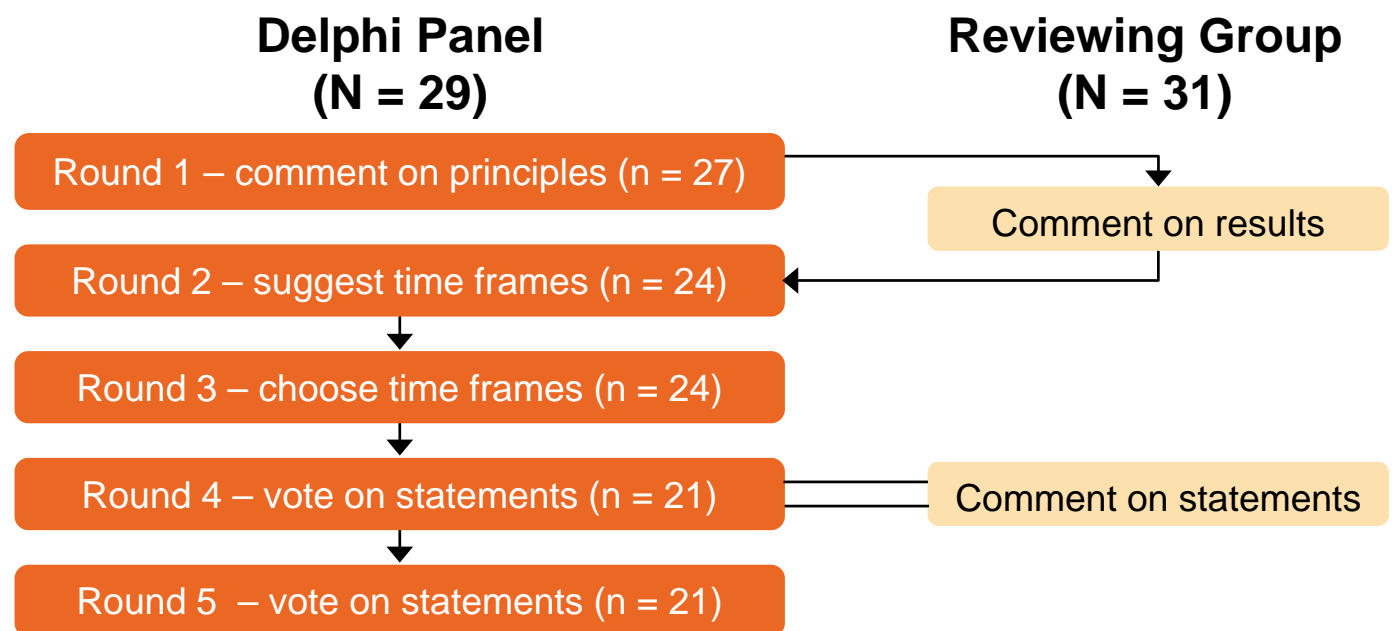 Delphi Panel
(N = 29)
Reviewing Group
(N = 31)
Round 1 – comment on principles (n = 27)
Comment on results
Round 2 – suggest time frames (n = 24)
Round 3 – choose time frames (n = 24)
Round 4 – vote on statements (n = 21)
Comment on statements
Round 5 – vote on statements (n = 21)